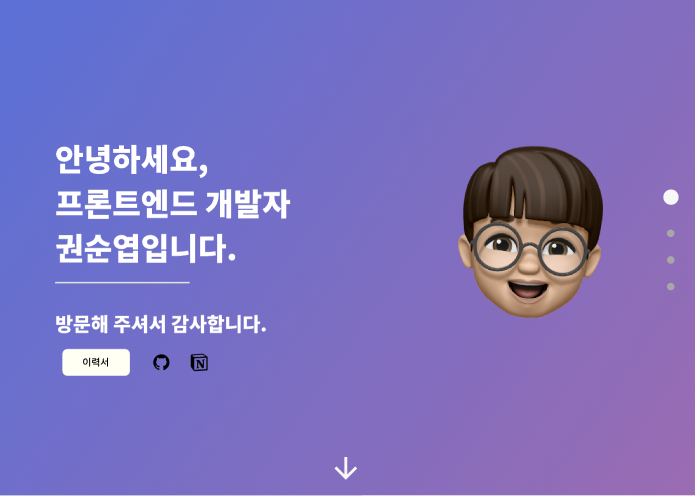 안녕하세요,
프론트엔드 개발자
권순엽입니다.
방문해 주셔서 감사합니다.
이력서
N